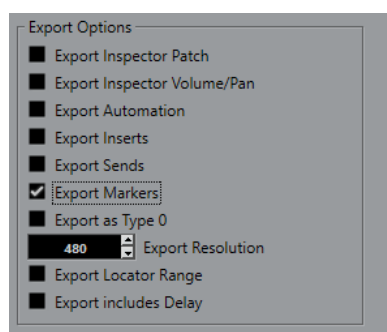 Export Options
Export Inspector Patch
Export Inspector Volume/Pan
Export Automation
Export Inserts
Export Sends
Export Markers
Export as Type 0
480 Export Resolution
Export Locator Range
Export includes Delay